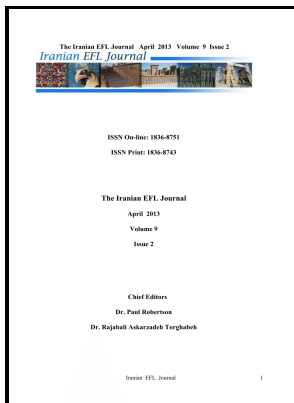 The Iranian EFL Journal April 2013 Volume 9 Issue 2
Iranian EFL Journal
ISSN On-line: 1836-8751
ISSN Print: 1836-8743
The Iranian EFL Journal
April 2013
Volume 9
Issue 2
Chief Editors
Dr. Paul Robertson
Dr. Rajabali Askarzadeh Torghabeh
Iranian EFL Journal 1